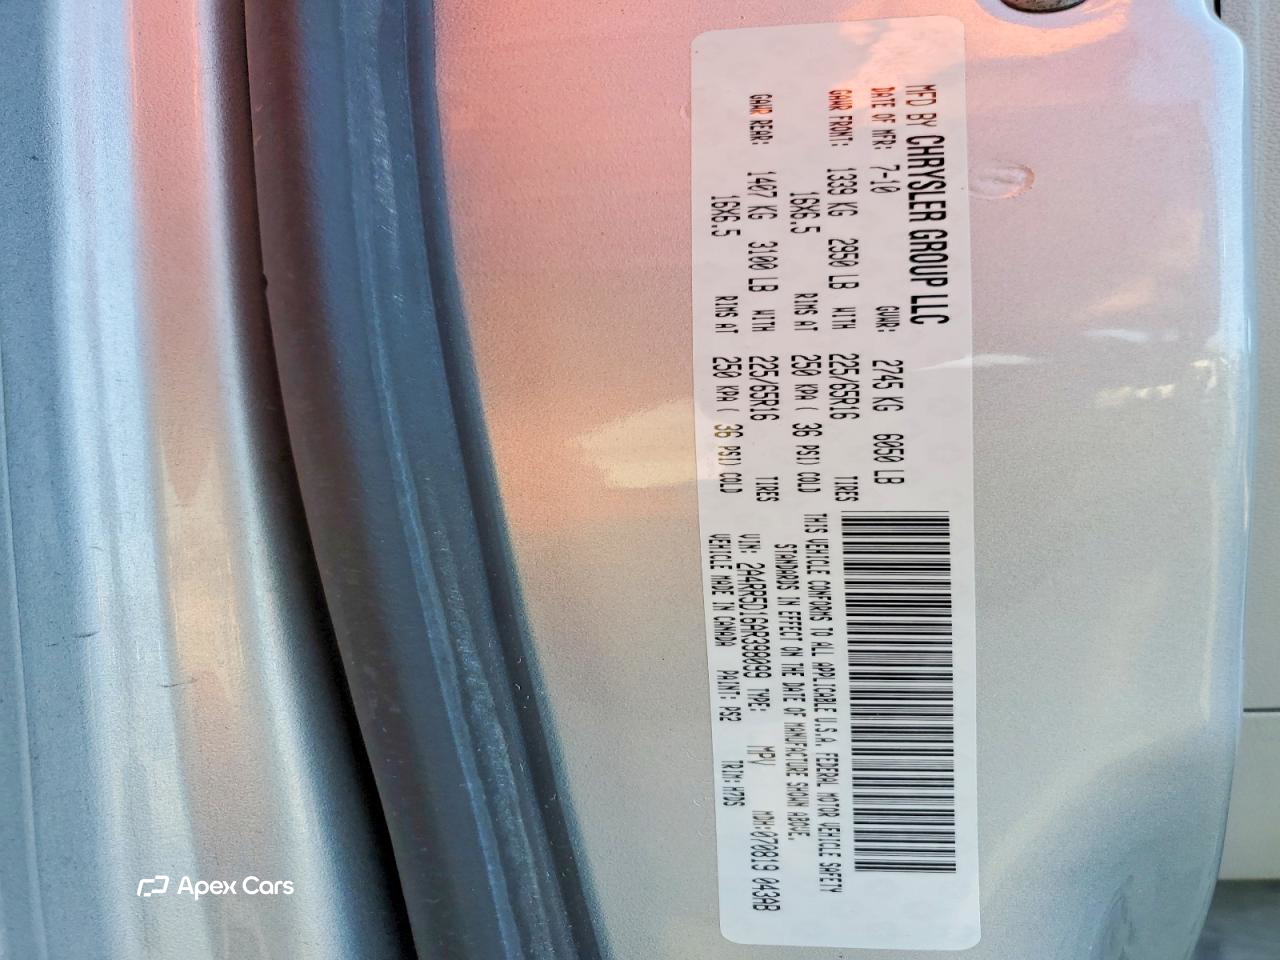 MFD BY CHRYSLER GROUP LLC
DATE OF MFR: 7-10 GVWR: 2745 KG 6050 LB
GAWR FRONT: 1339 KG 2950 LB WITH 225/65R16 TIRES
16X6.5 RIMS AT 250 KPA ( 36 PSI) COLD
GAWR REAR: 1407 KG 3100 LB WITH 225/65R16 TIRES
16X6.5 RIMS AT 250 KPA ( 36 PSI) COLD
THIS VEHICLE CONFORMS TO ALL APPLICABLE U.S.A. FEDERAL MOTOR VEHICLE SAFETY
STANDARDS IN EFFECT ON THE DATE OF MANUFACTURE SHOWN ABOVE.
VIN: 2A4RR5D16AR398099 TYPE: MPV MDH:070819 043AB
VEHICLE MADE IN CANADA PAINT: PS2 TRIM:H7DS
Apex Cars